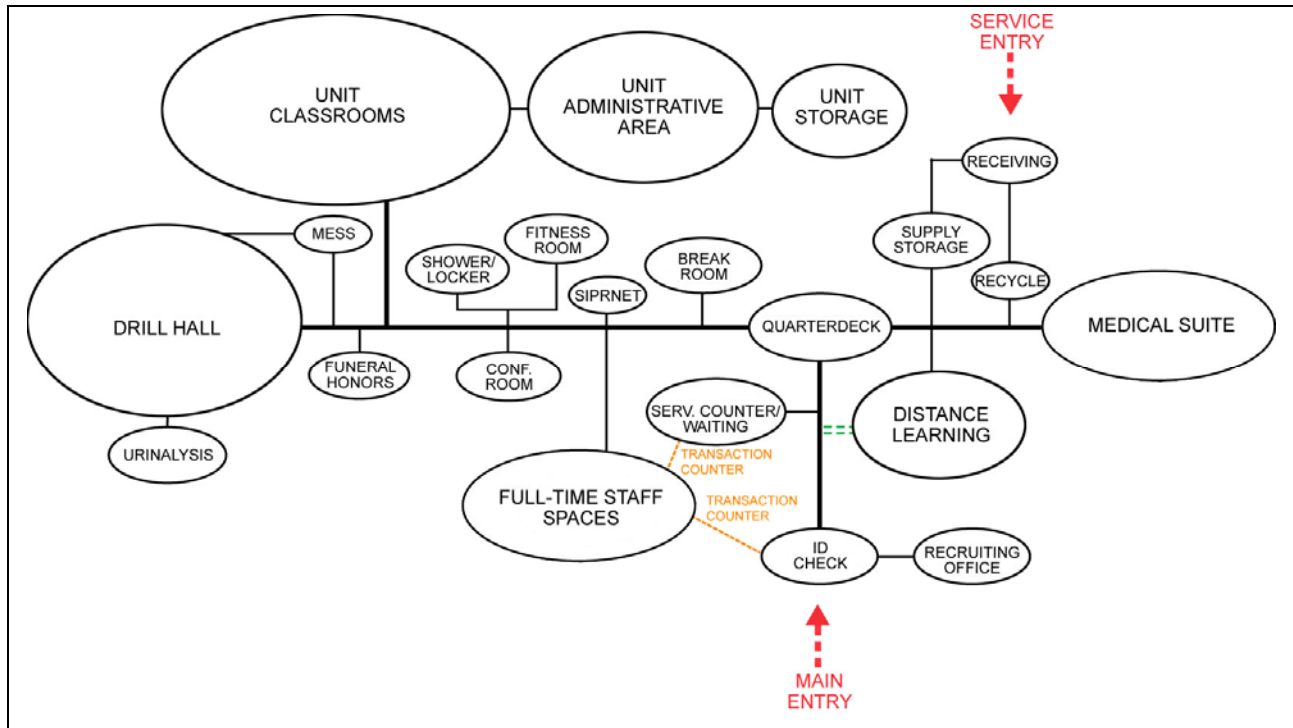 SERVICE
ENTRY
UNIT
CLASSROOMS
UNIT
ADMINISTRATIVE
AREA
UNIT
STORAGE
RECEIVING
MESS
SHOWER/
LOCKER
FITNESS
ROOM
SIPRNET
BREAK
ROOM
SUPPLY
STORAGE
RECYCLE
DRILL HALL
QUARTERDECK
MEDICAL SUITE
FUNERAL
HONORS
CONF.
ROOM
SERV. COUNTER/
WAITING
DISTANCE
LEARNING
URINALYSIS
TRANSACTION
COUNTER
FULL-TIME STAFF
SPACES
TRANSACTION
COUNTER
ID
CHECK
RECRUITING
OFFICE
MAIN
ENTRY